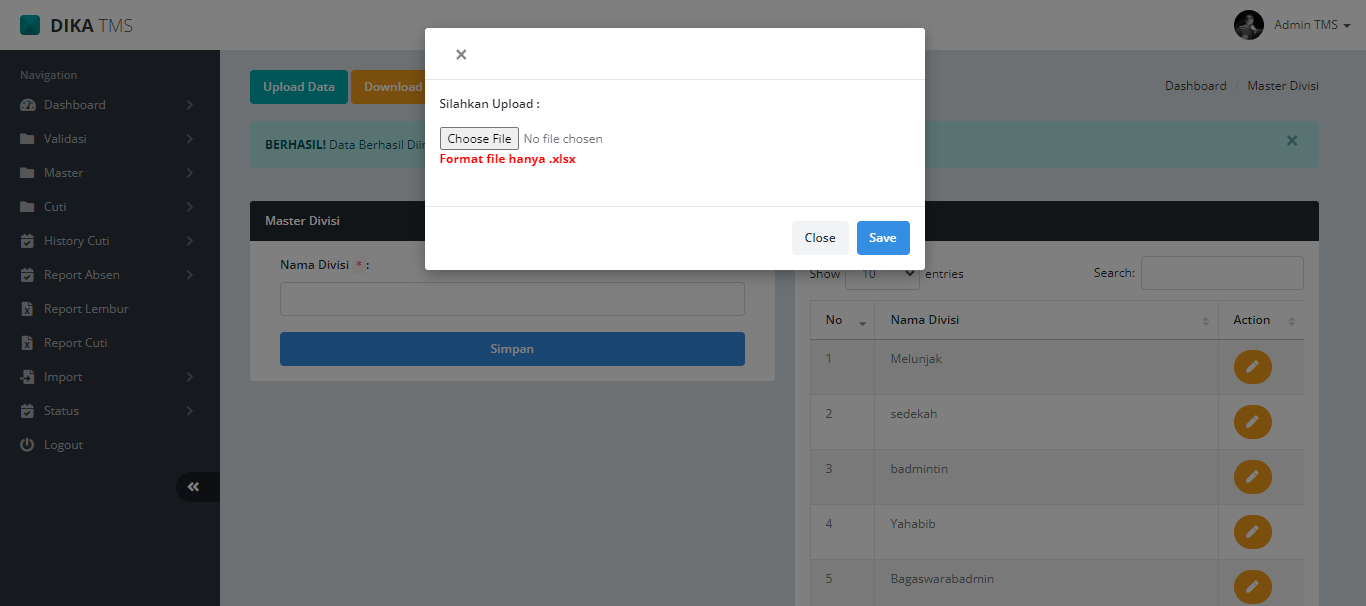 DIKA TMS
Admin TMS
Navigation
Dashboard
Validasi
Master
Cuti
History Cuti
Report Absen
Report Lembur
Report Cuti
Import
Status
Logout
Upload Data
Download
Dashboard / Master Divisi
BERHASIL! Data Berhasil
×
×
Silahkan Upload :
Choose File No file chosen
Format file hanya .xlsx
Close
Save
Master Divisi
Nama Divisi * :
Simpan
Show 10 entries
Search:
No Nama Divisi Action
1 Melunjak
2 sedekah
3 badmintin
4 Yahabib
5 Bagaswarabadmin